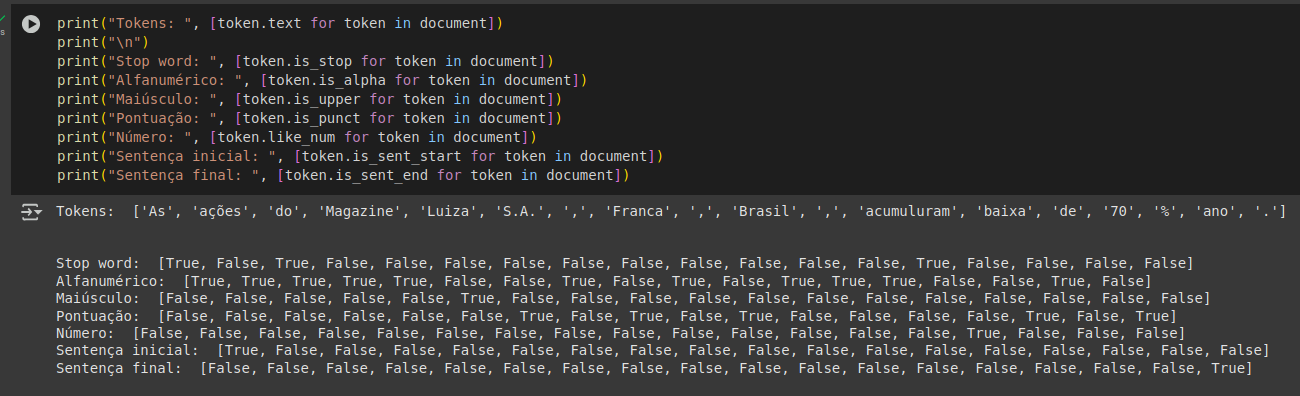 print("Tokens: ", [token.text for token in document])
print("\n")
print("Stop word: ", [token.is_stop for token in document])
print("Alfanumérico: ", [token.is_alpha for token in document])
print("Maiúsculo: ", [token.is_upper for token in document])
print("Pontuação: ", [token.is_punct for token in document])
print("Número: ", [token.like_num for token in document])
print("Sentença inicial: ", [token.is_sent_start for token in document])
print("Sentença final: ", [token.is_sent_end for token in document])
s
Tokens:  ['As', 'ações', 'do', 'Magazine', 'Luiza', 'S.A.', ',', 'Franca', ',', 'Brasil', ',', 'acumuluram', 'baixa', 'de', '70', '%', 'ano', '.']
Stop word:  [True, False, True, False, False, False, False, False, False, False, False, False, False, True, False, False, False, False]
Alfanumérico:  [True, True, True, True, True, False, False, True, False, True, False, True, True, True, False, False, True, False]
Maiúsculo:  [False, False, False, False, False, True, False, False, False, False, False, False, False, False, False, False, False, False]
Pontuação:  [False, False, False, False, False, False, True, False, True, False, True, False, False, False, False, True, False, True]
Número:  [False, False, False, False, False, False, False, False, False, False, False, False, False, False, True, False, False, False]
Sentença inicial:  [True, False, False, False, False, False, False, False, False, False, False, False, False, False, False, False, False, False]
Sentença final:  [False, False, False, False, False, False, False, False, False, False, False, False, False, False, False, False, False, True]